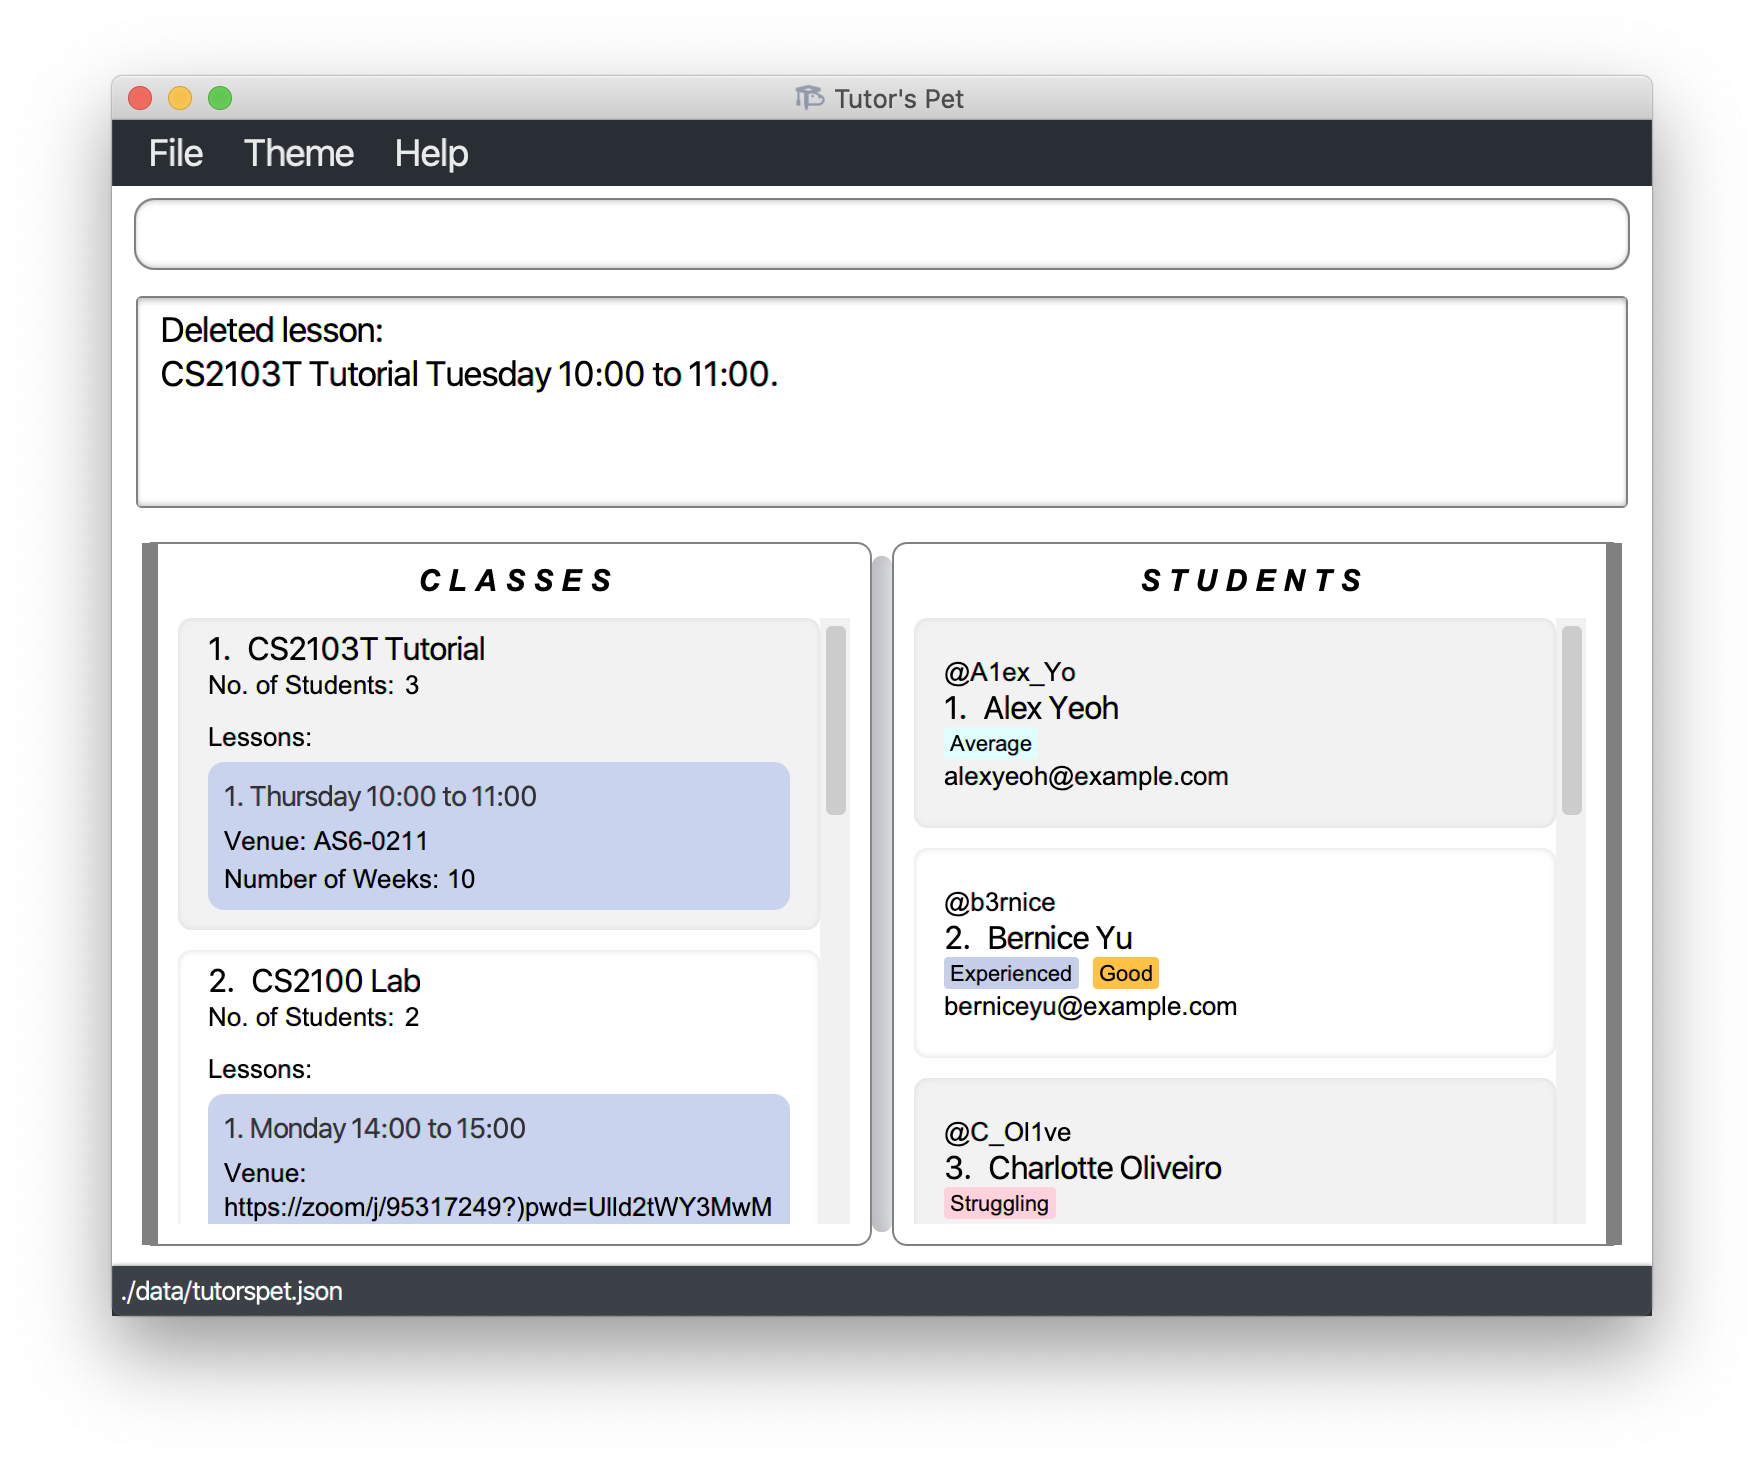 Tutor's Pet
File Theme Help
Deleted lesson:
CS2103T Tutorial Tuesday 10:00 to 11:00.
CLASSES
1. CS2103T Tutorial
No. of Students: 3
Lessons:
1. Thursday 10:00 to 11:00
Venue: AS6-0211
Number of Weeks: 10
2. CS2100 Lab
No. of Students: 2
Lessons:
1. Monday 14:00 to 15:00
Venue:
https://zoom/j/95317249?)pwd=Ulld2tWY3MwM
STUDENTS
@A1ex_Yo
1. Alex Yeoh
Average
alexyeoh@example.com
@b3rnice
2. Bernice Yu
Experienced Good
berniceyu@example.com
@C_Ol1ve
3. Charlotte Oliveiro
Struggling
./data/tutorspet.json